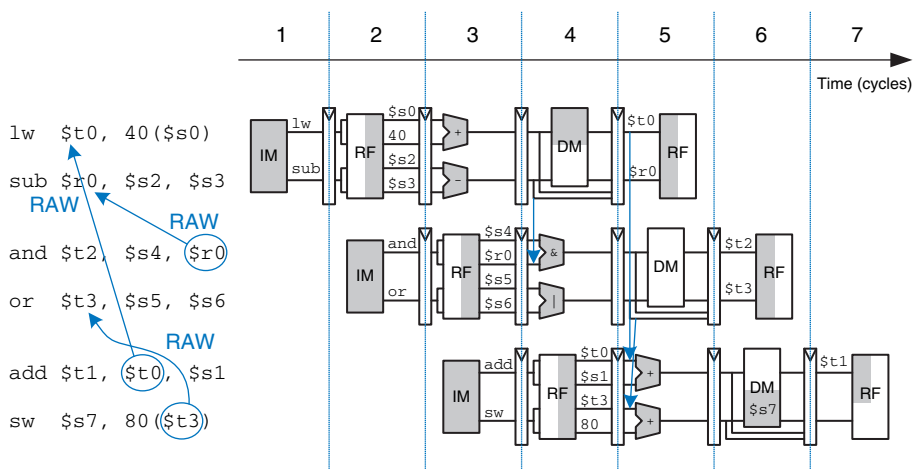 1 2 3 4 5 6 7
Time (cycles)
lw $t0, 40($s0)
sub $r0, $s2, $s3
RAW
RAW
and $t2, $s4, $r0
or $t3, $s5, $s6
RAW
add $t1, $t0, $s1
sw $s7, 80($t3)
IM
lw
sub
RF
$s0
40
$s2
$s3
+
-
DM
$t0
$r0
RF
IM
and
or
RF
$s4
$r0
$s5
$s6
&
|
DM
$t2
$t3
RF
IM
add
sw
RF
$t0
$s1
$t3
80
+
+
DM
$s7
$t1
RF